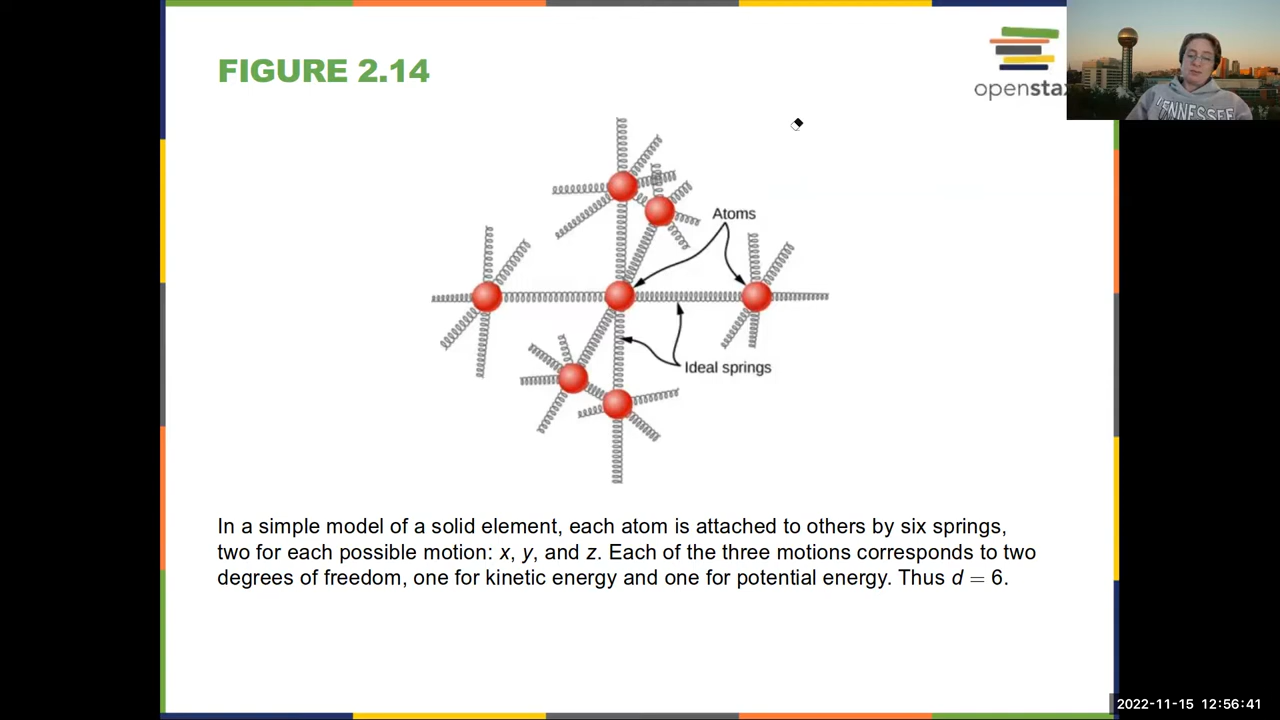 FIGURE 2.14
openstax
TENNESSEE
Atoms
Ideal springs
In a simple model of a solid element, each atom is attached to others by six springs,
two for each possible motion: x, y, and z. Each of the three motions corresponds to two
degrees of freedom, one for kinetic energy and one for potential energy. Thus d = 6.
2022-11-15 12:56:41